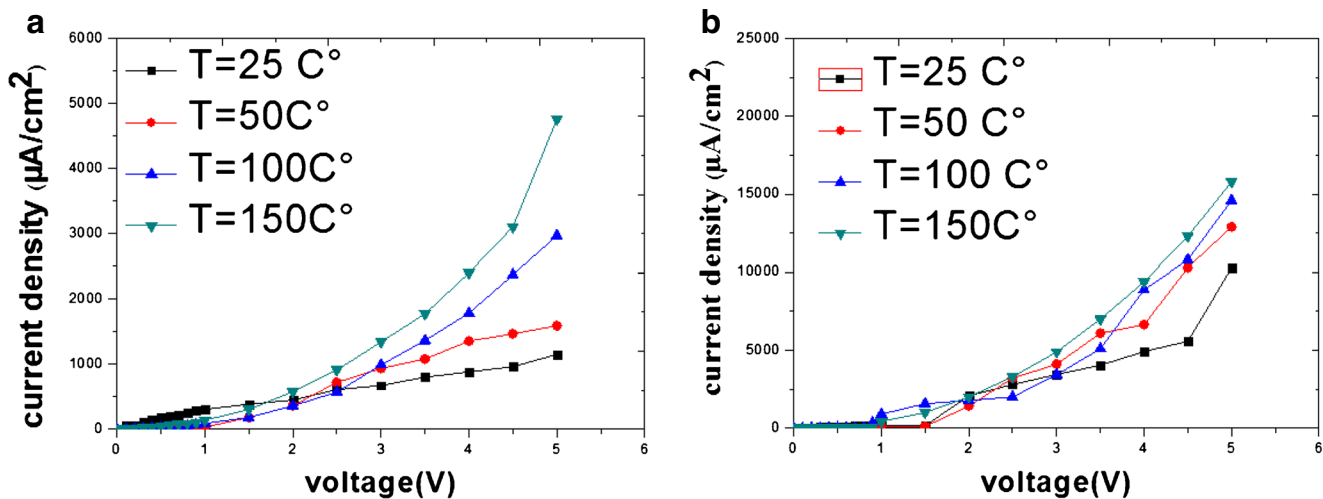 a
6000
5000
4000
3000
2000
1000
0
current density (µA/cm2)
T=25 C°
T=50C°
T=100C°
T=150C°
0 1 2 3 4 5 6
voltage(V)
b
25000
20000
15000
10000
5000
0
current density (µA/cm2)
T=25 C°
T=50 C°
T=100 C°
T=150C°
0 1 2 3 4 5 6
voltage(V)